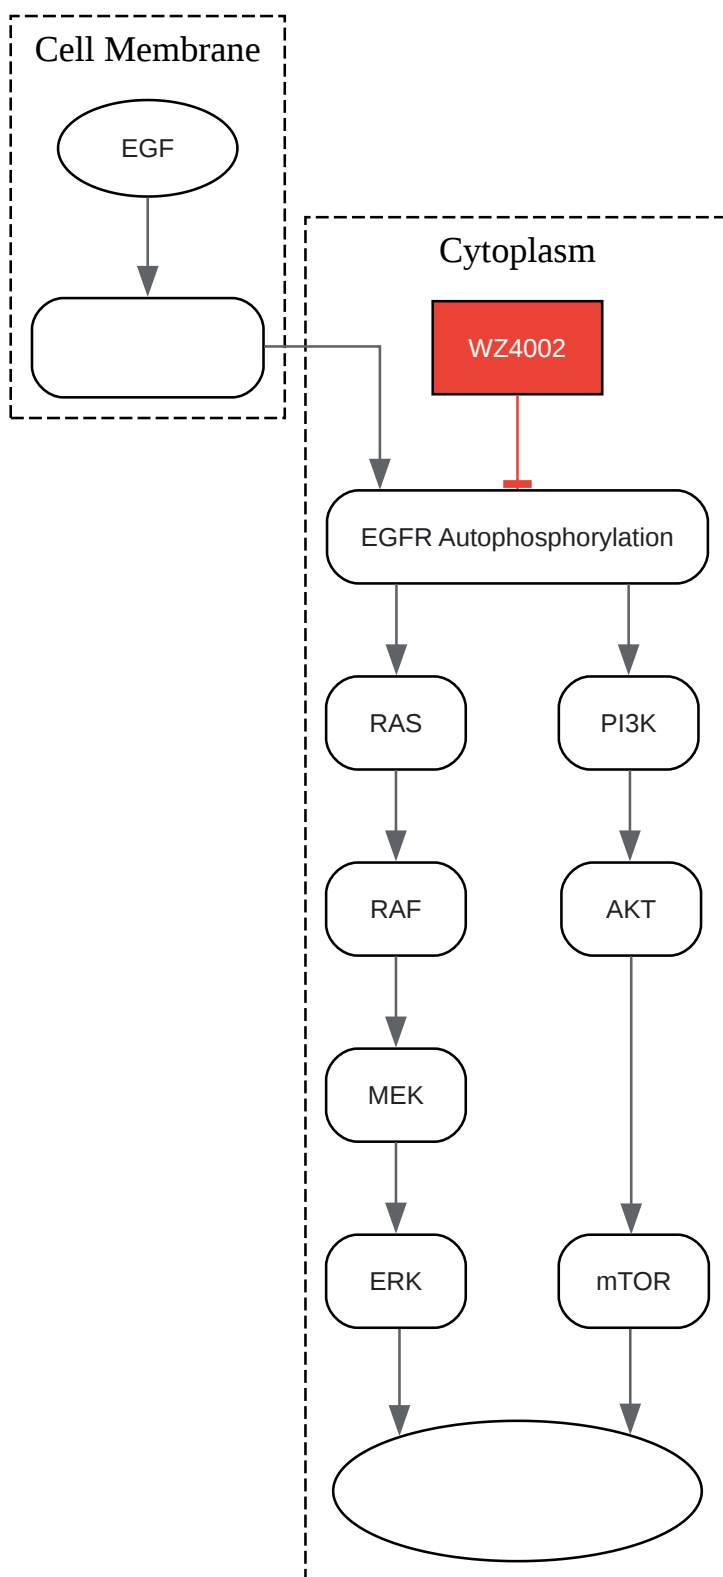 Cell Membrane
EGF
Cytoplasm
WZ4002
EGFR Autophosphorylation
RAS
PI3K
RAF
AKT
MEK
ERK
mTOR